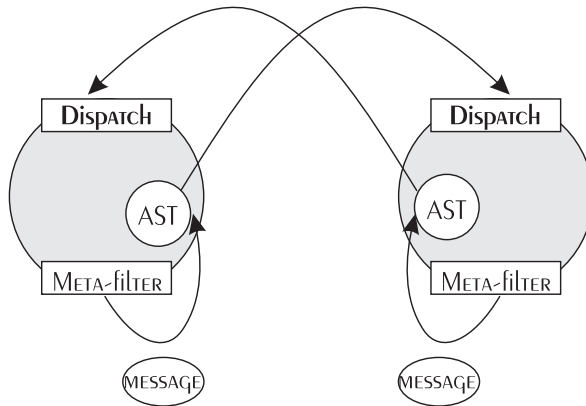 Dispatch
Dispatch
AST
AST
Meta-filter
Meta-filter
MESSAGE
MESSAGE